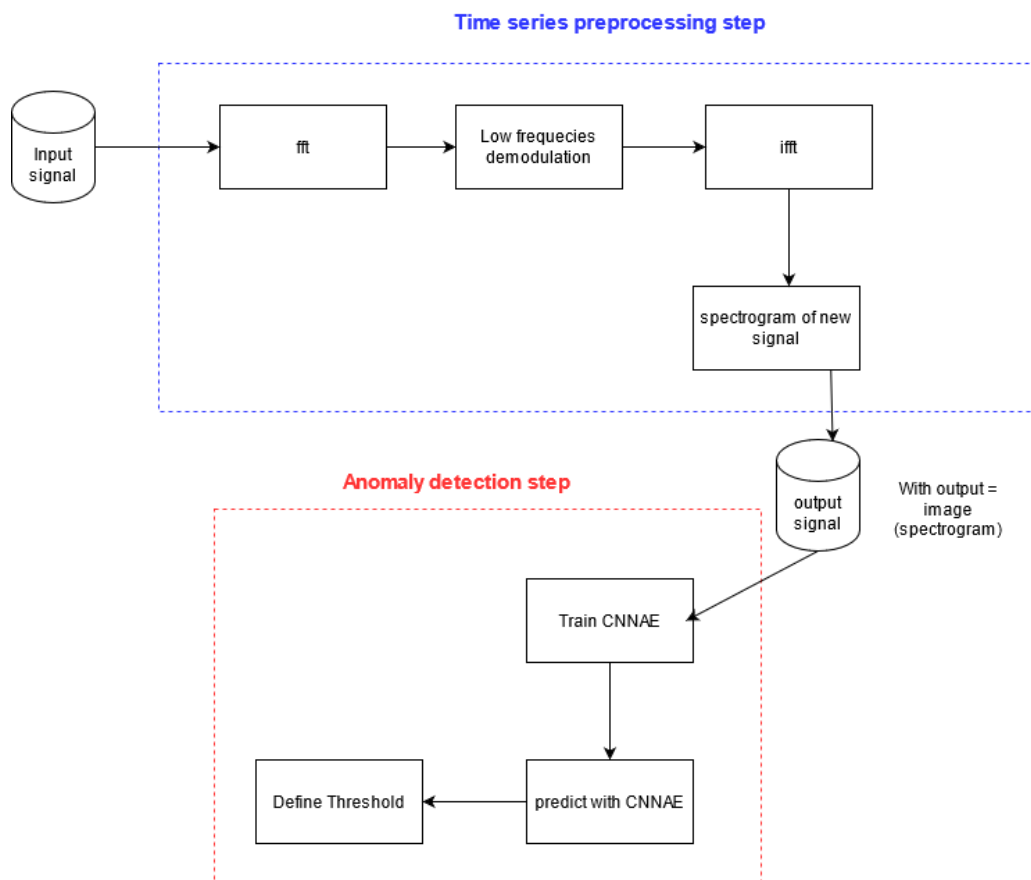 Time series preprocessing step
Input
signal
fft
Low frequecies
demodulation
ifft
spectrogram of new
signal
output
signal
With output =
image
(spectrogram)
Anomaly detection step
Train CNNAE
predict with CNNAE
Define Threshold